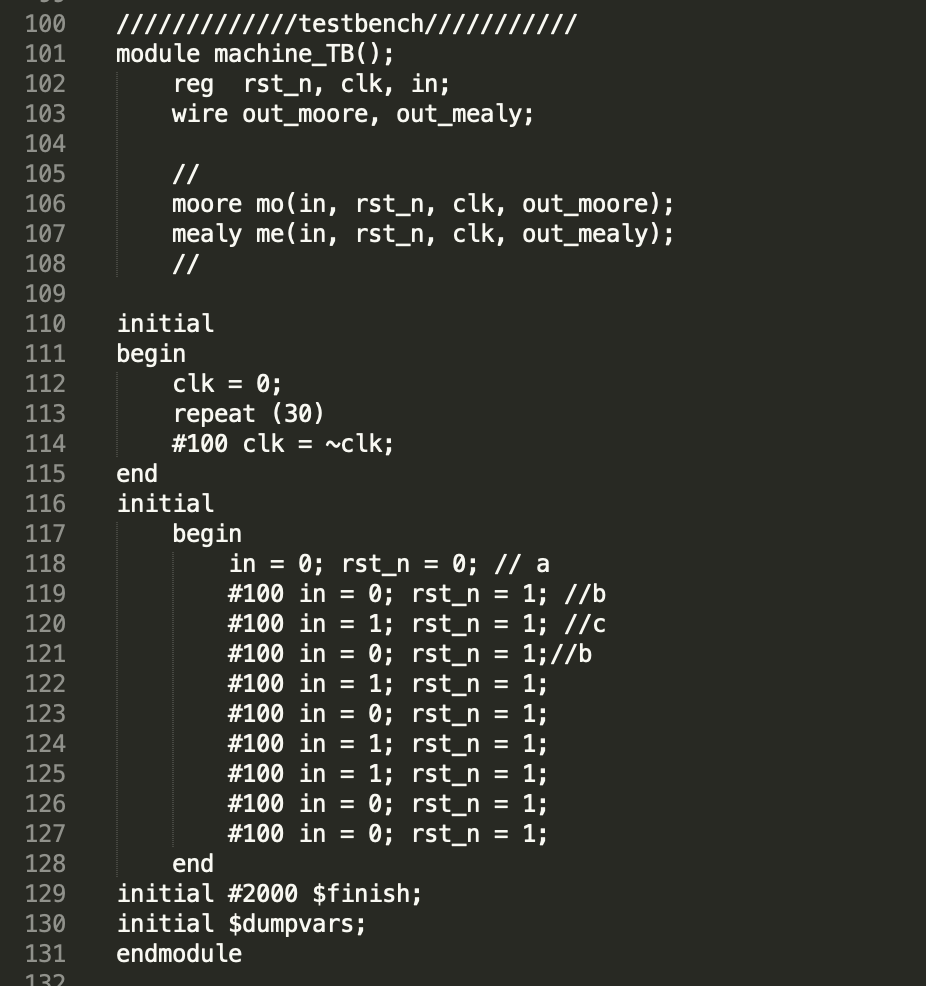 100 /////////////testbench///////////
101 module machine_TB();
102 reg  rst_n, clk, in;
103 wire out_moore, out_mealy;
104
105 //
106 moore mo(in, rst_n, clk, out_moore);
107 mealy me(in, rst_n, clk, out_mealy);
108 //
109
110 initial
111 begin
112 clk = 0;
113 repeat (30)
114 #100 clk = ~clk;
115 end
116 initial
117 begin
118 in = 0; rst_n = 0; // a
119 #100 in = 0; rst_n = 1; //b
120 #100 in = 1; rst_n = 1; //c
121 #100 in = 0; rst_n = 1;//b
122 #100 in = 1; rst_n = 1;
123 #100 in = 0; rst_n = 1;
124 #100 in = 1; rst_n = 1;
125 #100 in = 1; rst_n = 1;
126 #100 in = 0; rst_n = 1;
127 #100 in = 0; rst_n = 1;
128 end
129 initial #2000 $finish;
130 initial $dumpvars;
131 endmodule
132